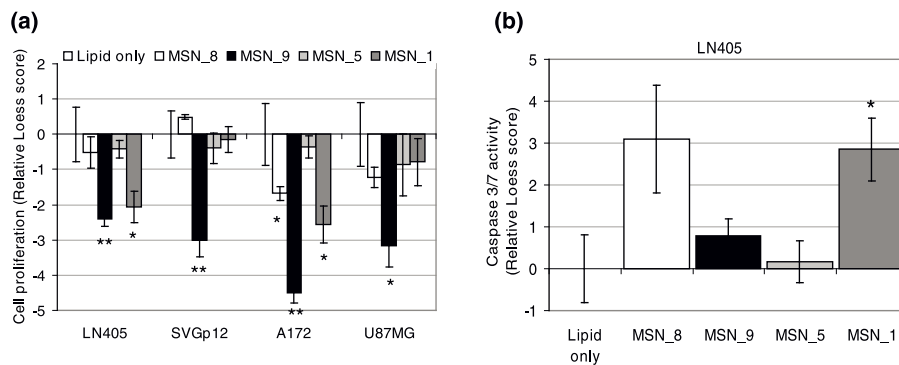 (a)
Lipid only MSN_8 MSN_9 MSN_5 MSN_1
Cell proliferation (Relative Loess score)
2
1
0
-1
-2
-3
-4
-5
** * ** * ** * *
LN405 SVGp12 A172 U87MG
(b)
LN405
Caspase 3/7 activity
(Relative Loess score)
5
4
3
2
1
0
-1
*
Lipid only MSN_8 MSN_9 MSN_5 MSN_1